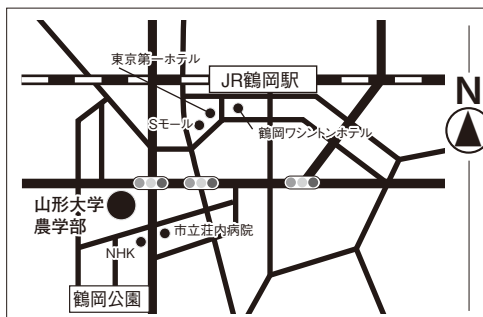 東京第一ホテル
JR鶴岡駅
Sモール
鶴岡ワシントンホテル
N
山形大学
農学部
市立荘内病院
NHK
鶴岡公園